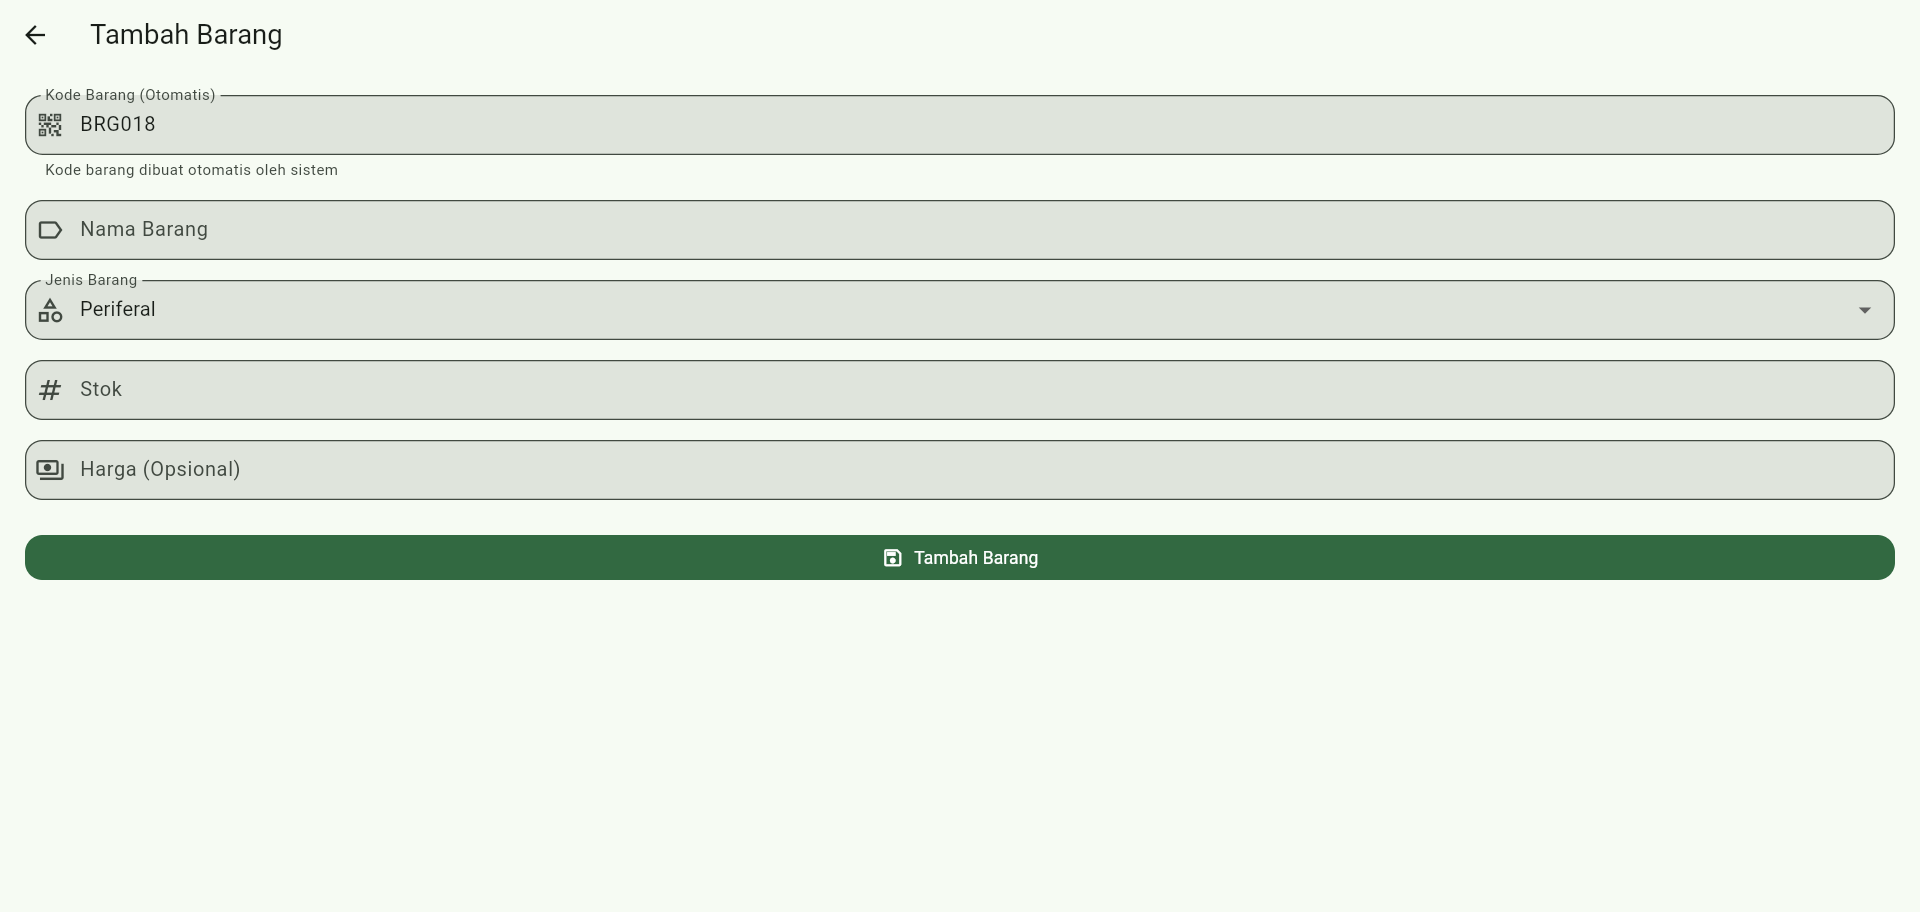 Tambah Barang
Kode Barang (Otomatis)
BRG018
Kode barang dibuat otomatis oleh sistem
Nama Barang
Jenis Barang
Periferal
Stok
Harga (Opsional)
Tambah Barang